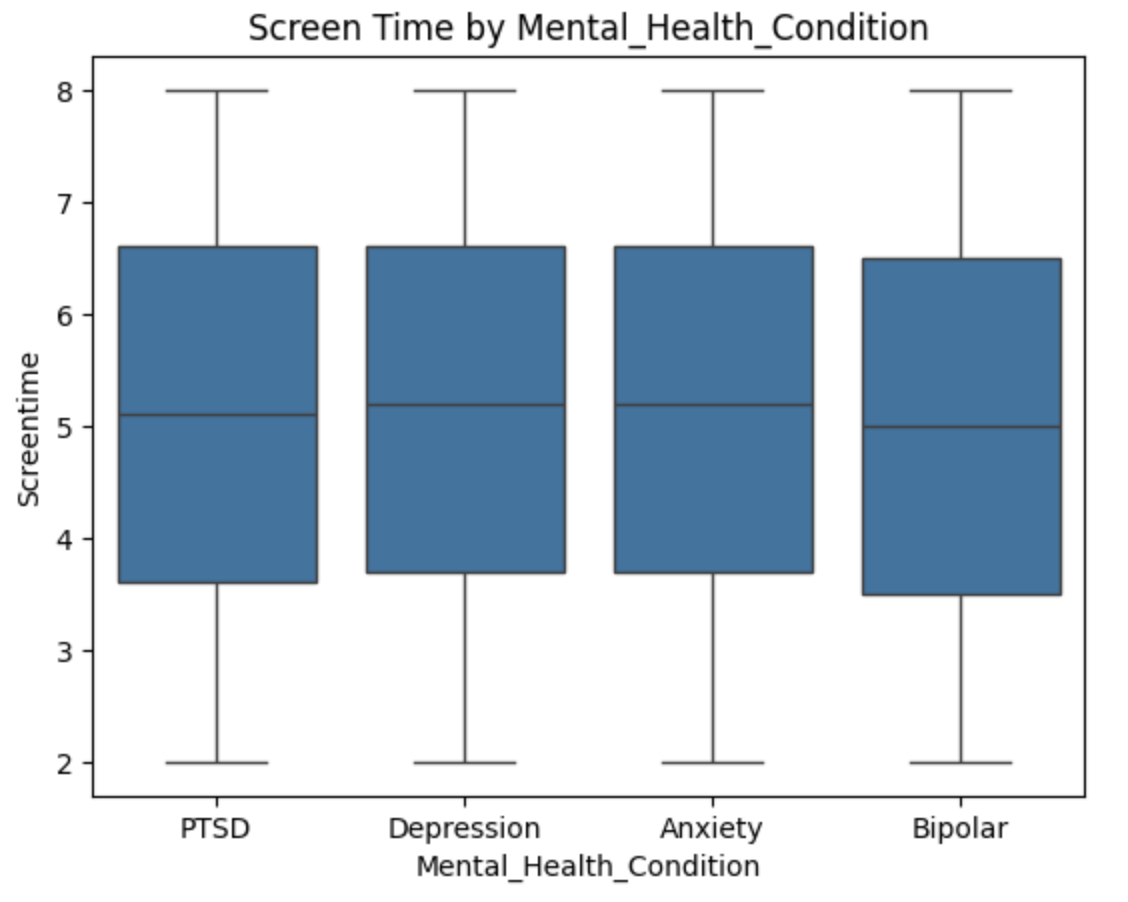 Screen Time by Mental_Health_Condition
8
7
6
5
4
3
2
Screentime
PTSD Depression Anxiety Bipolar
Mental_Health_Condition